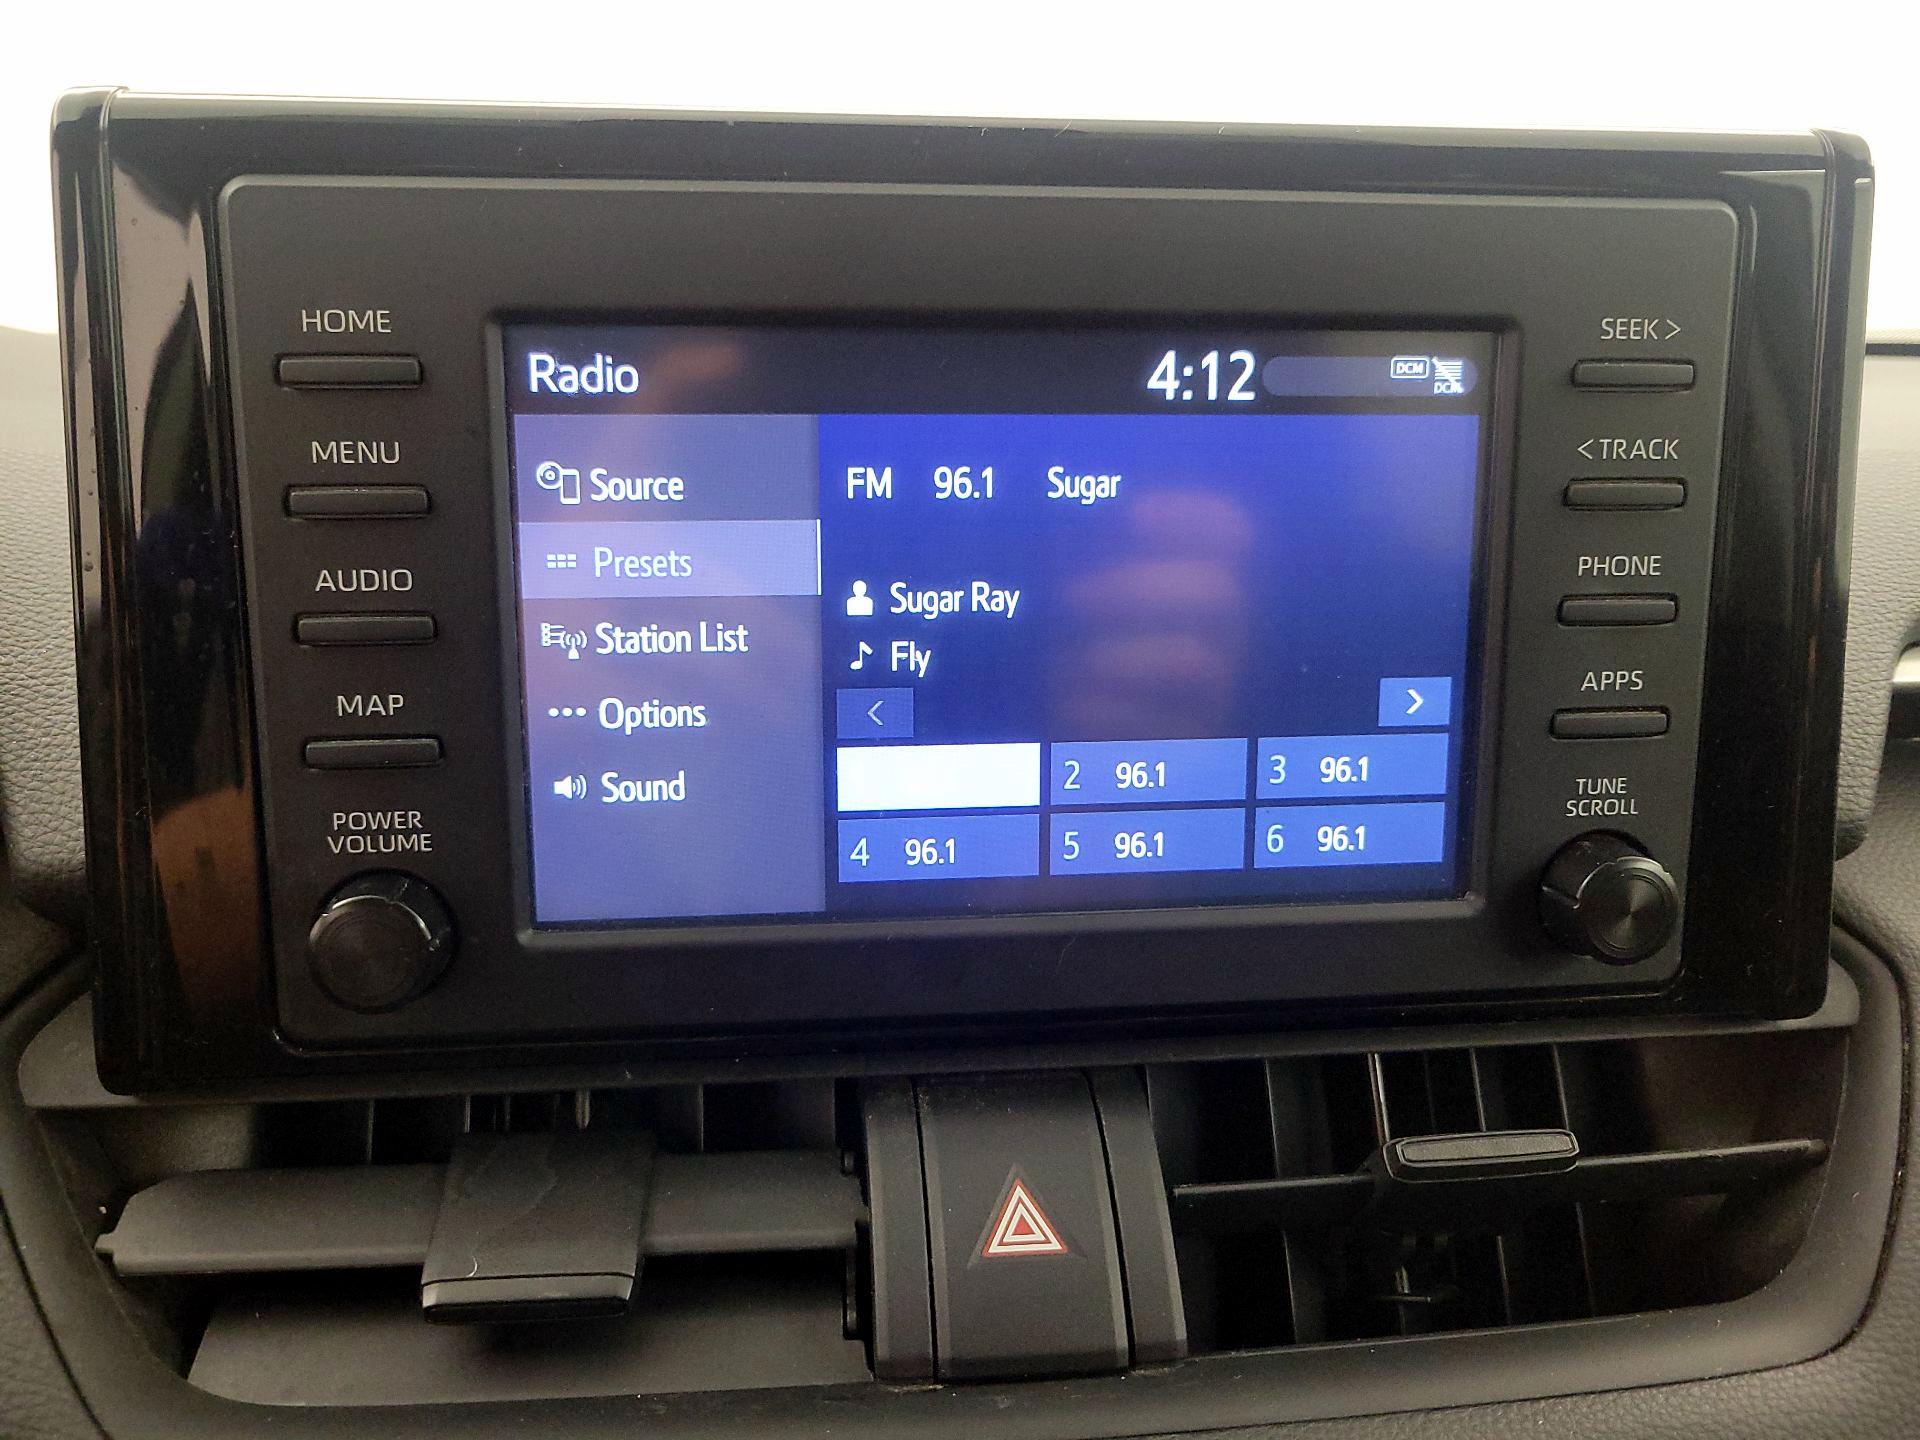 HOME
MENU
AUDIO
MAP
POWER
VOLUME
Radio 4:12 DCM
DCM
Source
Presets
Station List
Options
Sound
FM 96.1 Sugar
Sugar Ray
Fly
< >
2 96.1 3 96.1
4 96.1 5 96.1 6 96.1
SEEK >
< TRACK
PHONE
APPS
TUNE
SCROLL